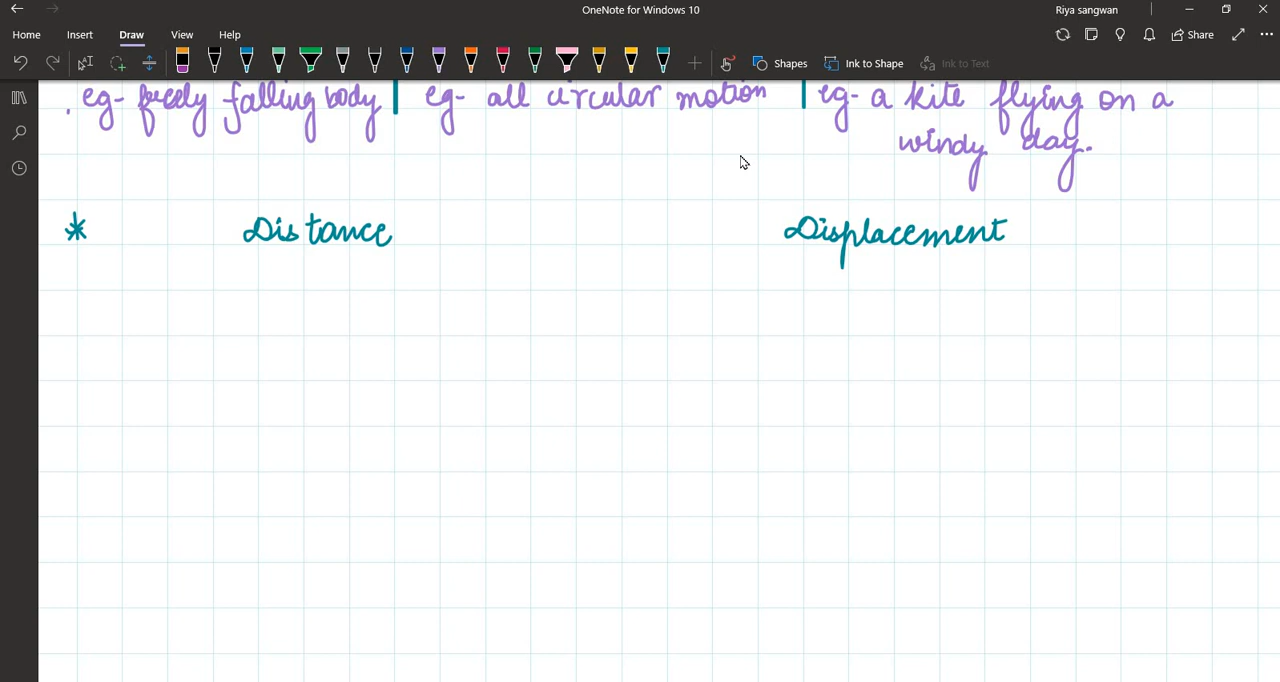 OneNote for Windows 10
Riya sangwan
Home Insert Draw View Help
Share
Shapes Ink to Shape Ink to Text
. eg- freely falling body
eg- all circular motion
eg- a kite flying on a
windy day.
* Distance Displacement